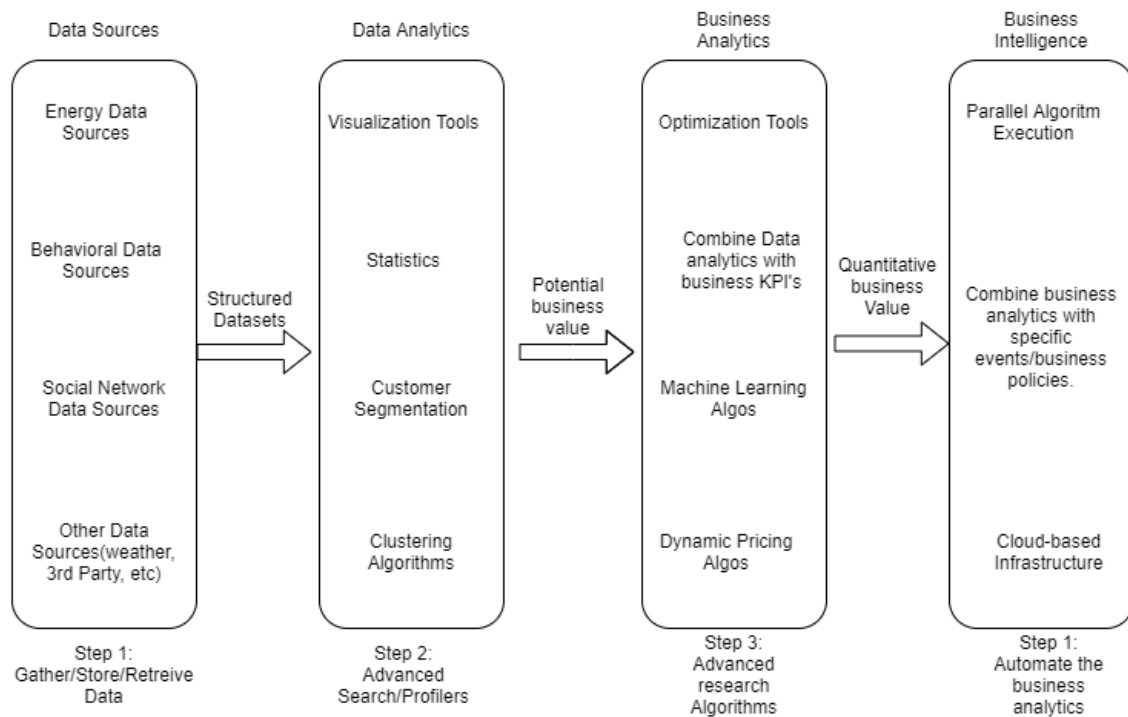 Data Sources
Energy Data
Sources
Behavioral Data
Sources
Social Network
Data Sources
Other Data
Sources(weather,
3rd Party, etc)
Step 1:
Gather/Store/Retreive
Data
Structured
Datasets
Data Analytics
Visualization Tools
Statistics
Customer
Segmentation
Clustering
Algorithms
Step 2:
Advanced
Search/Profilers
Potential
business
value
Business
Analytics
Optimization Tools
Combine Data
analytics with
business KPI's
Machine Learning
Algos
Dynamic Pricing
Algos
Step 3:
Advanced
research
Algorithms
Quantitative
business
Value
Business
Intelligence
Parallel Algoritm
Execution
Combine business
analytics with
specific
events/business
policies.
Cloud-based
Infrastructure
Step 1:
Automate the
business
analytics